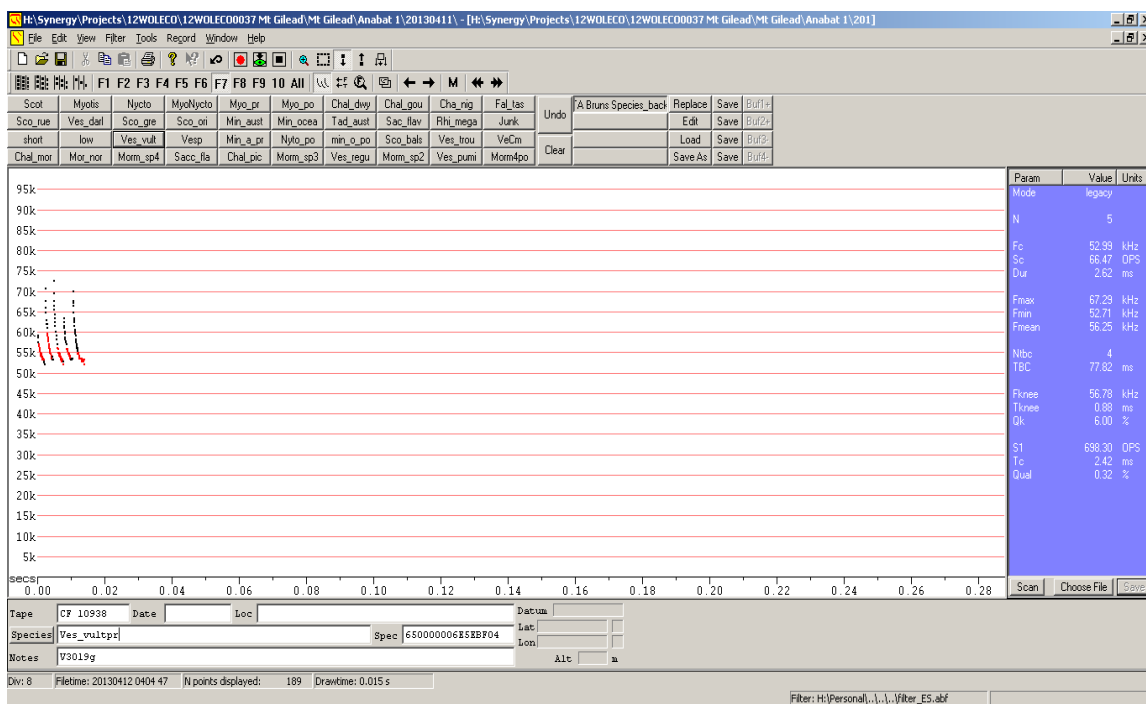 H:\Synergy\Projects\12WOLECO\12WOLECO0037 Mt Gilead\Mt Gilead\Anabat 1\20130411\ - [H:\Synergy\Projects\12WOLECO\12WOLECO0037 Mt Gilead\Mt Gilead\Anabat 1\201]
File Edit View Filter Tools Record Window Help
F1 F2 F3 F4 F5 F6 F7 F8 F9 10 All M
Scot Myotis Nycto MyoNycto Myo_pr Myo_po Chal_dwy Chal_gou Cha_nig Fal_tas Undo TA Bruns Species_back Replace Save Buf1+
Sco_rue Ves_darl Sco_gre Sco_ori Min_aust Min_ocea Tad_aust Sac_flav Rhi_mega Junk Edit Save Buf2+
short low Ves_vult Vesp Min_a_pr Nyto_po min_o_po Sco_bals Ves_trou VeCm Clear Load Save Buf3-
Chal_mor Mor_nor Morm_sp4 Sacc_fla Chal_pic Morm_sp3 Ves_regu Morm_sp2 Ves_pumi Morm4po Save As Save Buf4-
95k
90k
85k
80k
75k
70k
65k
60k
55k
50k
45k
40k
35k
30k
25k
20k
15k
10k
5k
secs
0.00 0.02 0.04 0.06 0.08 0.10 0.12 0.14 0.16 0.18 0.20 0.22 0.24 0.26 0.28
Param Value Units
Mode legacy
N 5
Fc 52.99 kHz
Sc 66.47 OPS
Dur 2.62 ms
Fmax 67.29 kHz
Fmin 52.71 kHz
Fmean 56.25 kHz
Ntbc 4
TBC 77.82 ms
Fknee 56.78 kHz
Tknee 0.88 ms
Qk 6.00 %
S1 698.30 OPS
Tc 2.42 ms
Qual 0.32 %
Scan Choose File Save
Tape CF 10938 Date Loc Datum
Species Ves_vultpr Spec 650000006E5EBF04 Lat
Lon
Notes V3019g Alt m
Div: 8 Filetime: 20130412 0404 47 N points displayed: 189 Drawtime: 0.015 s
Filter: H:\Personal\..\..\..\filter_ES.abf